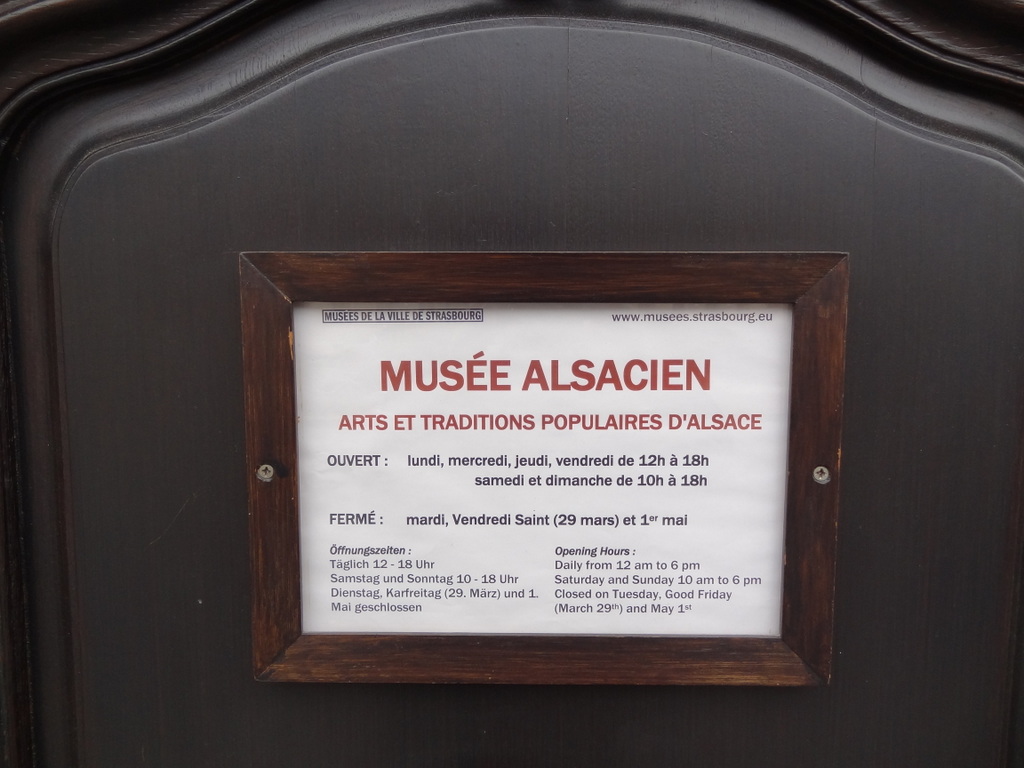 MUSEES DE LA VILLE DE STRASBOURG
www.musees.strasbourg.eu
MUSÉE ALSACIEN
ARTS ET TRADITIONS POPULAIRES D'ALSACE
OUVERT : lundi, mercredi, jeudi, vendredi de 12h à 18h
samedi et dimanche de 10h à 18h
FERMÉ : mardi, Vendredi Saint (29 mars) et 1er mai
Öffnungszeiten :
Täglich 12 - 18 Uhr
Samstag und Sonntag 10 - 18 Uhr
Dienstag, Karfreitag (29. März) und 1.
Mai geschlossen
Opening Hours :
Daily from 12 am to 6 pm
Saturday and Sunday 10 am to 6 pm
Closed on Tuesday, Good Friday
(March 29th) and May 1st